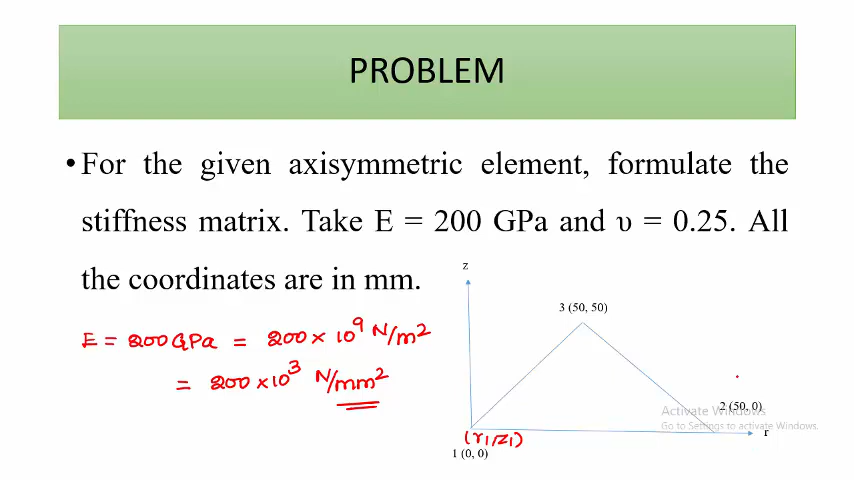 PROBLEM
•For the given axisymmetric element, formulate the
stiffness matrix. Take E = 200 GPa and υ = 0.25. All
the coordinates are in mm.
z
3 (50, 50)
E = 200 GPa = 200 × 10⁹ N/m²
= 200 × 10³ N/mm²
2 (50, 0)
Activate Windows
Go to Settings to activate Windows.
r
(r1,z1)
1 (0, 0)